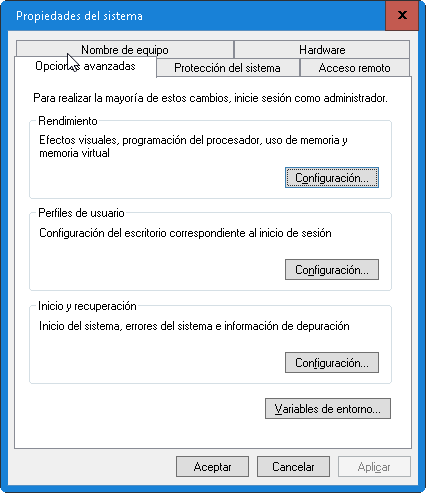 Propiedades del sistema
x
Nombre de equipo
Hardware
Opciones avanzadas
Protección del sistema
Acceso remoto
Para realizar la mayoría de estos cambios, inicie sesión como administrador.
Rendimiento
Efectos visuales, programación del procesador, uso de memoria y
memoria virtual
Configuración...
Perfiles de usuario
Configuración del escritorio correspondiente al inicio de sesión
Configuración...
Inicio y recuperación
Inicio del sistema, errores del sistema e información de depuración
Configuración...
Variables de entorno...
Aceptar
Cancelar
Aplicar